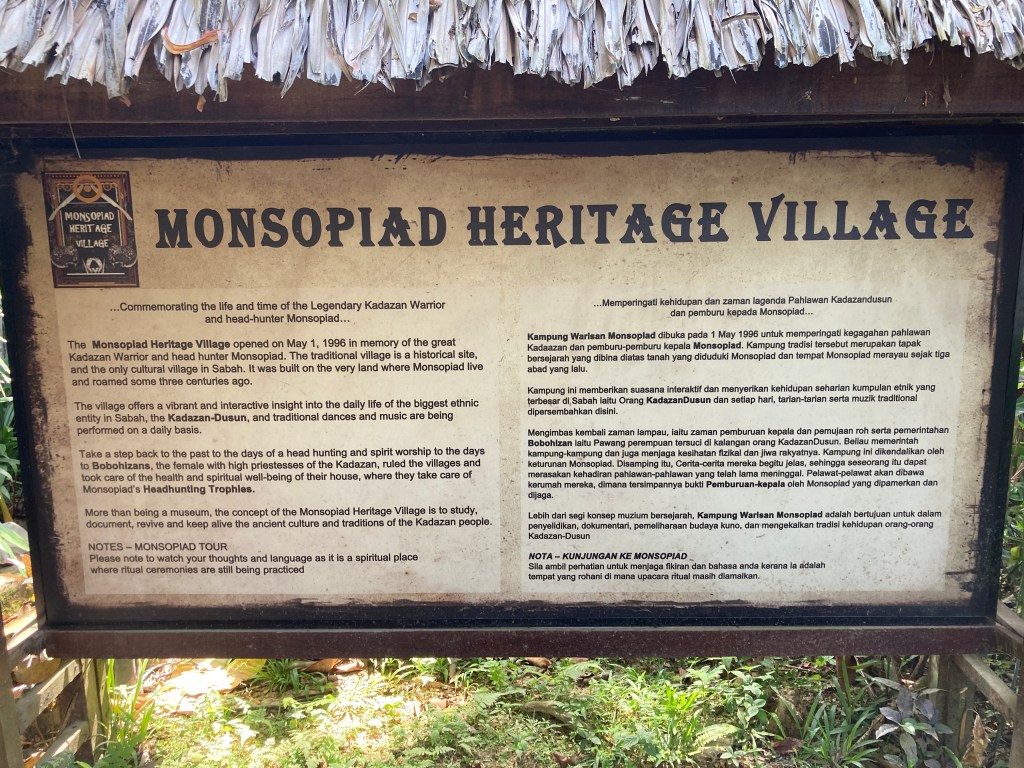 MONSOPIAD
HERITAGE
VILLAGE
MONSOPIAD HERITAGE VILLAGE
...Commemorating the life and time of the Legendary Kadazan Warrior
and head-hunter Monsopiad...
The Monsopiad Heritage Village opened on May 1, 1996 in memory of the great
Kadazan Warrior and head hunter Monsopiad. The traditional village is a historical site,
and the only cultural village in Sabah. It was built on the very land where Monsopiad live
and roamed some three centuries ago.
The village offers a vibrant and interactive insight into the daily life of the biggest ethnic
entity in Sabah, the Kadazan-Dusun, and traditional dances and music are being
performed on a daily basis.
Take a step back to the past to the days of a head hunting and spirit worship to the days
to Bobohizans, the female with high priestesses of the Kadazan, ruled the villages and
took care of the health and spiritual well-being of their house, where they take care of
Monsopiad's Headhunting Trophies.
More than being a museum, the concept of the Monsopiad Heritage Village is to study,
document, revive and keep alive the ancient culture and traditions of the Kadazan people.
NOTES – MONSOPIAD TOUR
Please note to watch your thoughts and language as it is a spiritual place
where ritual ceremonies are still being practiced
...Memperingati kehidupan dan zaman lagenda Pahlawan Kadazandusun
dan pemburu kepada Monsopiad...
Kampung Warisan Monsopiad dibuka pada 1 May 1996 untuk memperingati kegagahan pahlawan
Kadaazan dan pemburu-pemburu kepala Monsopiad. Kampung tradisi tersebut merupakan tapak
bersejarah yang dibina diatas tanah yang diduduki Monsopiad dan tempat Monsopiad merayau sejak tiga
abad yang lalu.
Kampung ini memberikan suasana interaktif dan menyerikan kehidupan seharian kumpulan etnik yang
terbesar di Sabah iaitu Orang KadazanDusun dan setiap hari, tarian-tarian serta muzik traditional
dipersembahkan disini.
Mengimbas kembali zaman lampau, iaitu zaman pemburuan kepala dan pemujaan roh serta pemerintahan
Bobohizan iaitu Pawang perempuan tersuci di kalangan orang KadazanDusun. Beliau memerintah
kampung-kampung dan juga menjaga kesihatan fizikal dan jiwa rakyatnya. Kampung ini dikendalikan oleh
keturunan Monsopiad. Disamping itu, Cerita-cerita mereka begitu jelas, sehingga seseorang itu dapat
merasakan kehadiran pahlawan-pahlawan yang telah lama meninggal. Pelawat-pelawat akan dibawa
kerumah mereka, dimana tersimpannya bukti Pemburuan-kepala oleh Monsopiad yang dipamerkan dan
dijaga.
Lebih dari segi konsep muzium bersejarah, Kampung Warisan Monsopiad adalah bertujuan untuk dalam
penyelidikan, dokumentari, pemeliharaan budaya kuno, dan mengekalkan tradisi kehidupan orang-orang
Kadazan-Dusun
NOTA – KUNJUNGAN KE MONSOPIAD
Sila ambil perhatian untuk menjaga fikiran dan bahasa anda kerana ia adalah
tempat yang rohani di mana upacara ritual masih diamalkan.